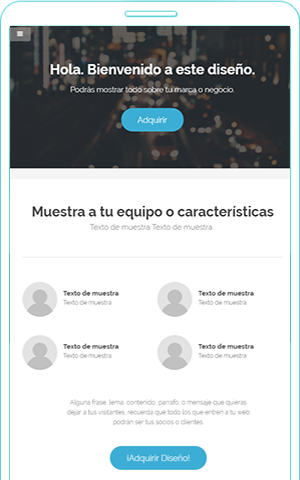 Hola. Bienvenido a este diseño.
Podrás mostrar todo sobre tu marca o negocio.
Adquirir
Muestra a tu equipo o características
Texto de muestra Texto de muestra
Texto de muestra
Texto de muestra
Texto de muestra
Texto de muestra
Texto de muestra
Texto de muestra
Texto de muestra
Texto de muestra
Alguna frase, lema, contenido, parrafo, o mensaje que quieras
dejar a tus visitantes, recuerda que todo los que entren a tu web
podrán ser tus socios o clientes.
¡Adquirir Diseño!